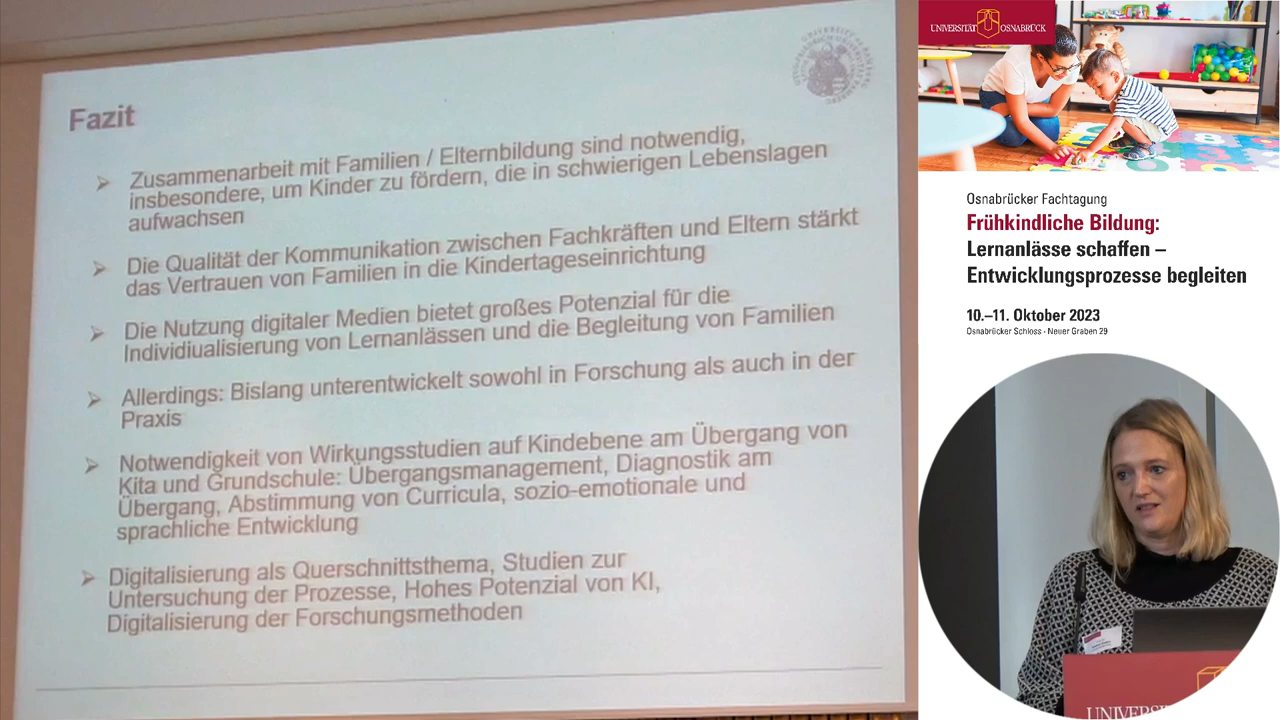 Fazit
Zusammenarbeit mit Familien / Elternbildung sind notwendig,
insbesondere, um Kinder zu fördern, die in schwierigen Lebenslagen
aufwachsen
Die Qualität der Kommunikation zwischen Fachkräften und Eltern stärkt
das Vertrauen von Familien in die Kindertageseinrichtung
Die Nutzung digitaler Medien bietet großes Potenzial für die
Individiualisierung von Lernanlässen und die Begleitung von Familien
Allerdings: Bislang unterentwickelt sowohl in Forschung als auch in der
Praxis
Notwendigkeit von Wirkungsstudien auf Kindebene am Übergang von
Kita und Grundschule: Übergangsmanagement, Diagnostik am
Übergang, Abstimmung von Curricula, sozio-emotionale und
sprachliche Entwicklung
Digitalisierung als Querschnittsthema, Studien zur
Untersuchung der Prozesse, Hohes Potenzial von KI,
Digitalisierung der Forschungsmethoden
UNIVERSITÄT OSNABRÜCK
Osnabrücker Fachtagung
Frühkindliche Bildung:
Lernanlässe schaffen –
Entwicklungsprozesse begleiten
10.–11. Oktober 2023
Osnabrücker Schloss · Neuer Graben 29
UNIVERSI